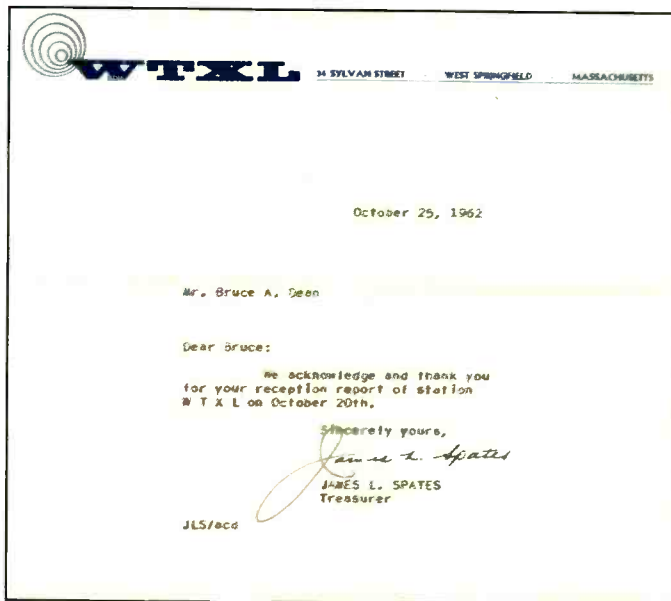 WTXL 34 SYLVAN STREET WEST SPRINGFIELD MASSACHUSETTS
October 25, 1962
Mr. Bruce A. Dean
Dear Bruce:
We acknowledge and thank you
for your reception report of station
W T X L on October 20th.
Sincerely yours,
James L. Spates
JAMES L. SPATES
Treasurer
JLS/acd